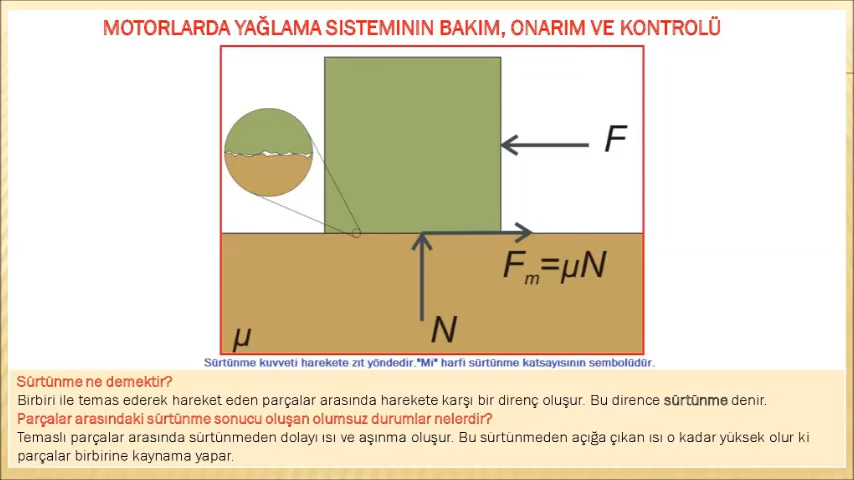 MOTORLARDA YAĞLAMA SISTEMININ BAKIM, ONARIM VE KONTROLÜ
F
Fm=μN
N
μ
Sürtünme kuvveti harekete zıt yöndedir."Mi" harfi sürtünme katsayısının sembolüdür.
Sürtünme ne demektir?
Birbiri ile temas ederek hareket eden parçalar arasında harekete karşı bir direnç oluşur. Bu dirence sürtünme denir.
Parçalar arasındaki sürtünme sonucu oluşan olumsuz durumlar nelerdir?
Temaslı parçalar arasında sürtünmeden dolayı ısı ve aşınma oluşur. Bu sürtünmeden açığa çıkan ısı o kadar yüksek olur ki
parçalar birbirine kaynama yapar.